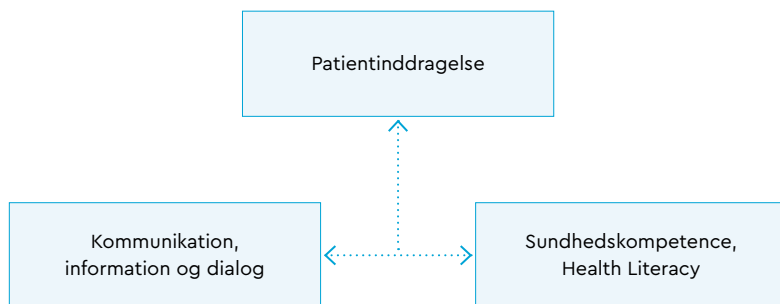 Patientinddragelse
Kommunikation,
information og dialog
Sundhedskompetence,
Health Literacy